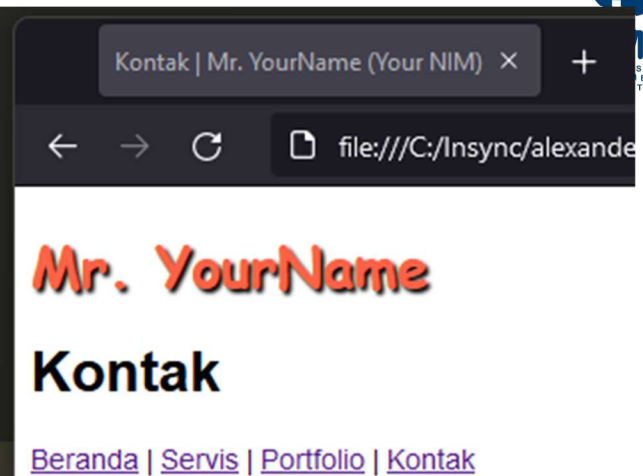 Kontak | Mr. YourName (Your NIM)
file:///C:/Insync/alexande
Mr. YourName
Kontak
Beranda | Servis | Portfolio | Kontak